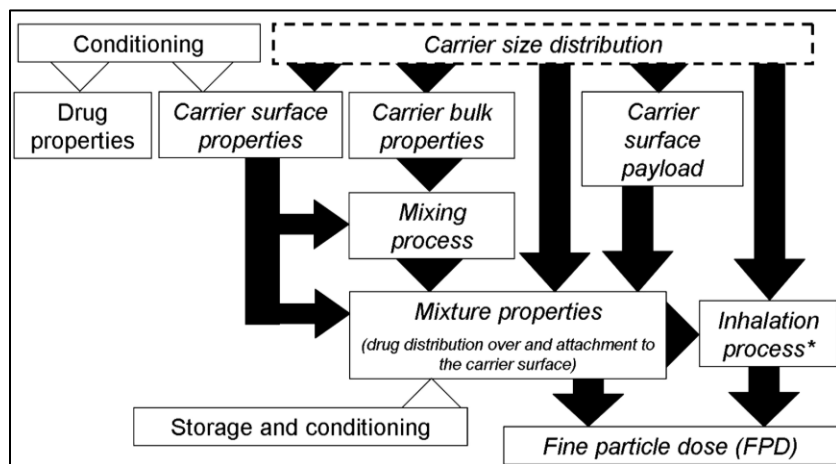 Conditioning
Carrier size distribution
Drug
properties
Carrier surface
properties
Carrier bulk
properties
Carrier
surface
payload
Mixing
process
Mixture properties
(drug distribution over and attachment to
the carrier surface)
Inhalation
process*
Storage and conditioning
Fine particle dose (FPD)